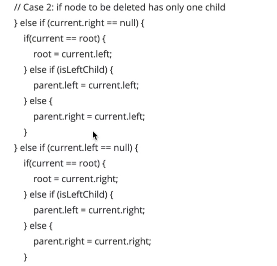 // Case 2: if node to be deleted has only one child
} else if (current.right == null) {
if(current == root) {
root = current.left;
} else if (isLeftChild) {
parent.left = current.left;
} else {
parent.right = current.left;
}
} else if (current.left == null) {
if(current == root) {
root = current.right;
} else if (isLeftChild) {
parent.left = current.right;
} else {
parent.right = current.right;
}